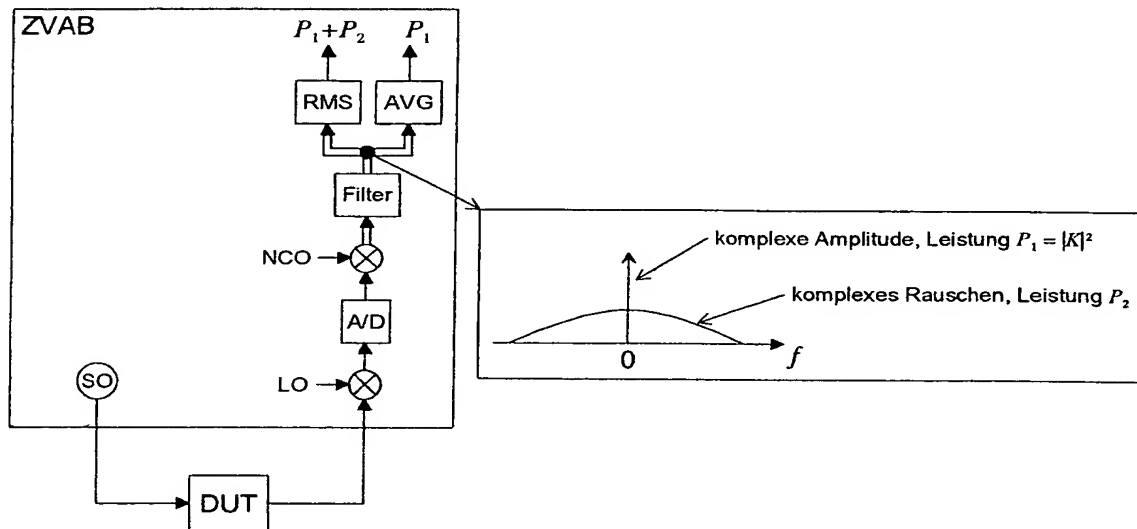 ZVAB
P₁+P₂ P₁
RMS AVG
Filter
NCO
A/D
LO
SO
DUT
komplexe Amplitude, Leistung P₁ = |K|²
komplexes Rauschen, Leistung P₂
0
f